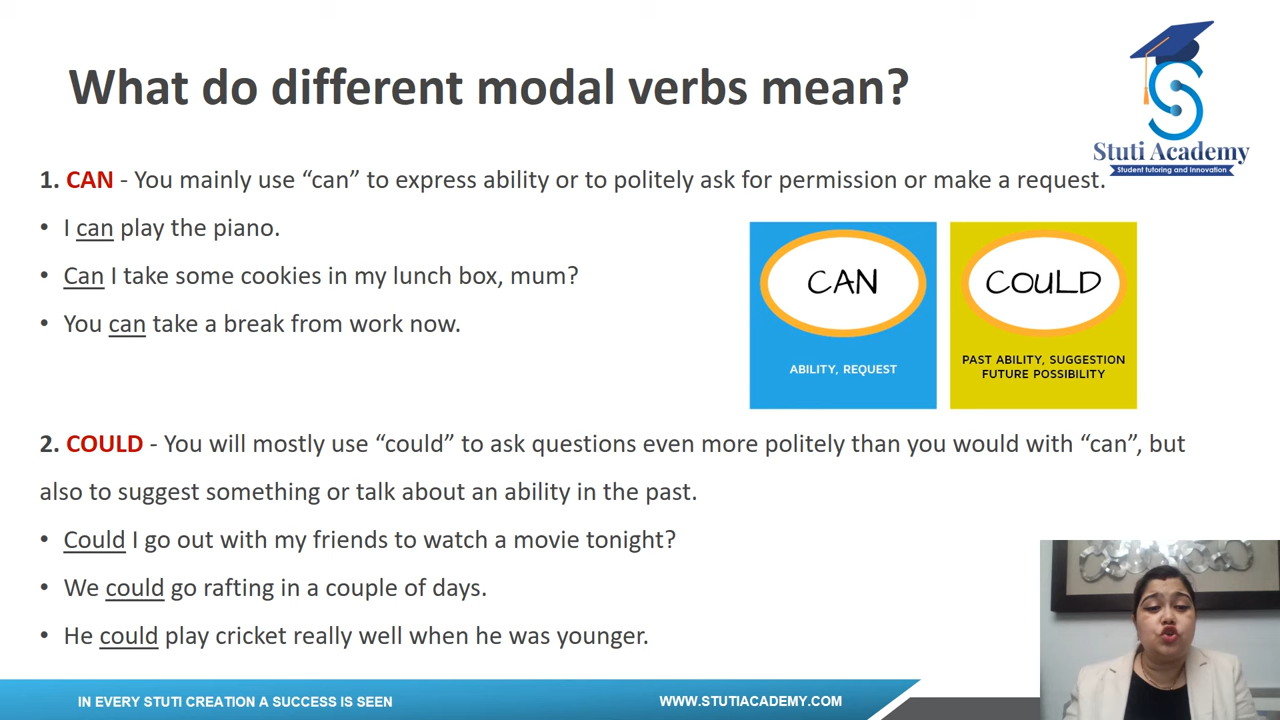 What do different modal verbs mean?
Stuti Academy
Student tutoring and Innovation
1. CAN - You mainly use “can” to express ability or to politely ask for permission or make a request.
• I can play the piano.
• Can I take some cookies in my lunch box, mum?
• You can take a break from work now.
CAN
ABILITY, REQUEST
COULD
PAST ABILITY, SUGGESTION
FUTURE POSSIBILITY
2. COULD - You will mostly use “could” to ask questions even more politely than you would with “can”, but
also to suggest something or talk about an ability in the past.
• Could I go out with my friends to watch a movie tonight?
• We could go rafting in a couple of days.
• He could play cricket really well when he was younger.
IN EVERY STUTI CREATION A SUCCESS IS SEEN
WWW.STUTIACADEMY.COM